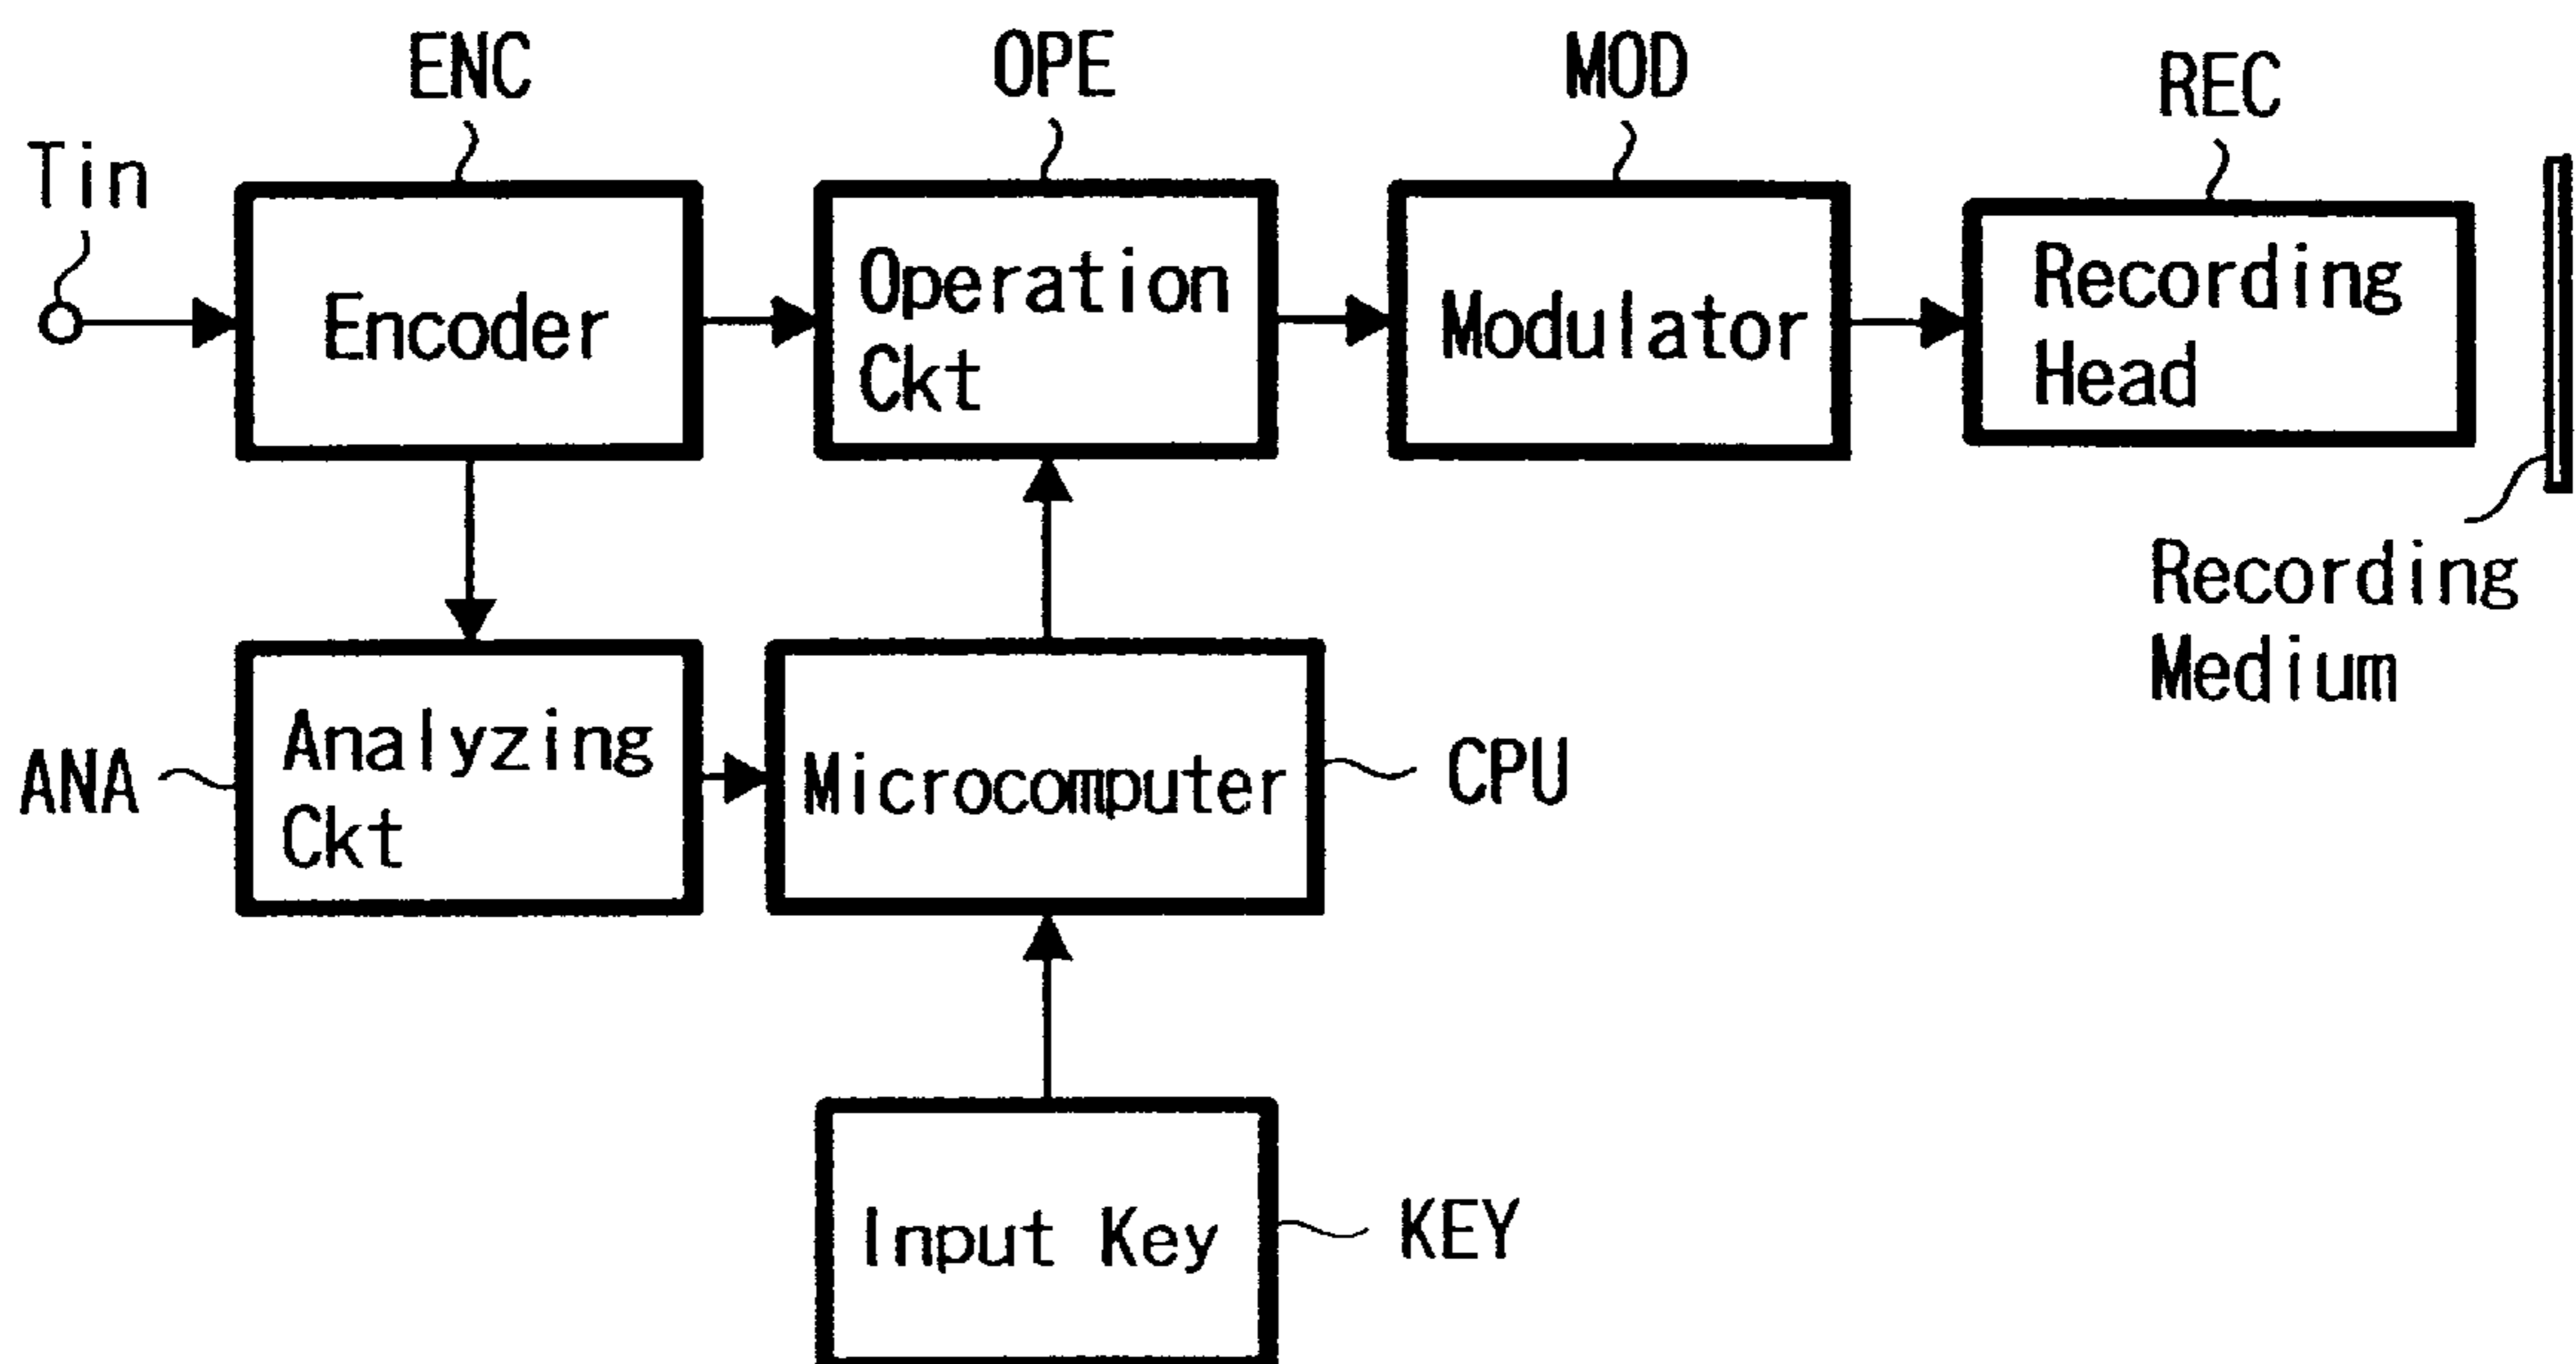 ENC
OPE
MOD
REC
Tin
Encoder
Operation
Ckt
Modulator
Recording
Head
Recording
Medium
ANA
Analyzing
Ckt
Microcomputer
CPU
Input Key
KEY